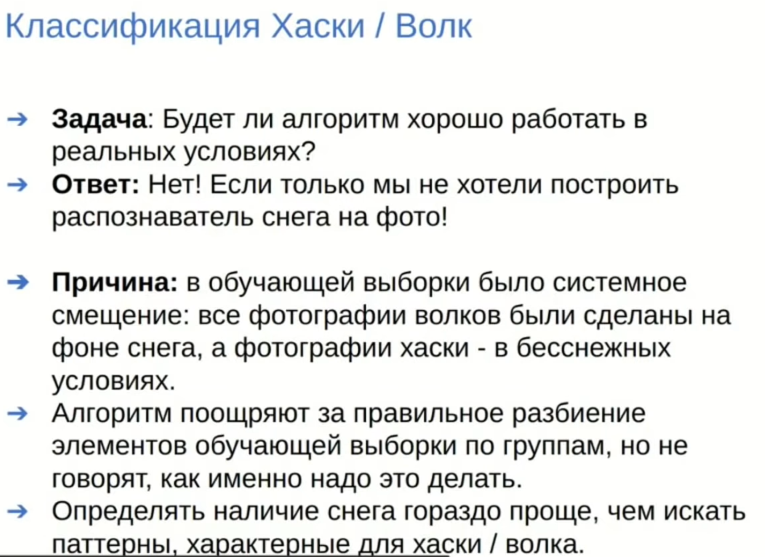 Классификация Хаски / Волк
→ Задача: Будет ли алгоритм хорошо работать в
реальных условиях?
→ Ответ: Нет! Если только мы не хотели построить
распознаватель снега на фото!
→ Причина: в обучающей выборки было системное
смещение: все фотографии волков были сделаны на
фоне снега, а фотографии хаски - в бесснежных
условиях.
→ Алгоритм поощряют за правильное разбиение
элементов обучающей выборки по группам, но не
говорят, как именно надо это делать.
→ Определять наличие снега гораздо проще, чем искать
паттерны, характерные для хаски / волка.